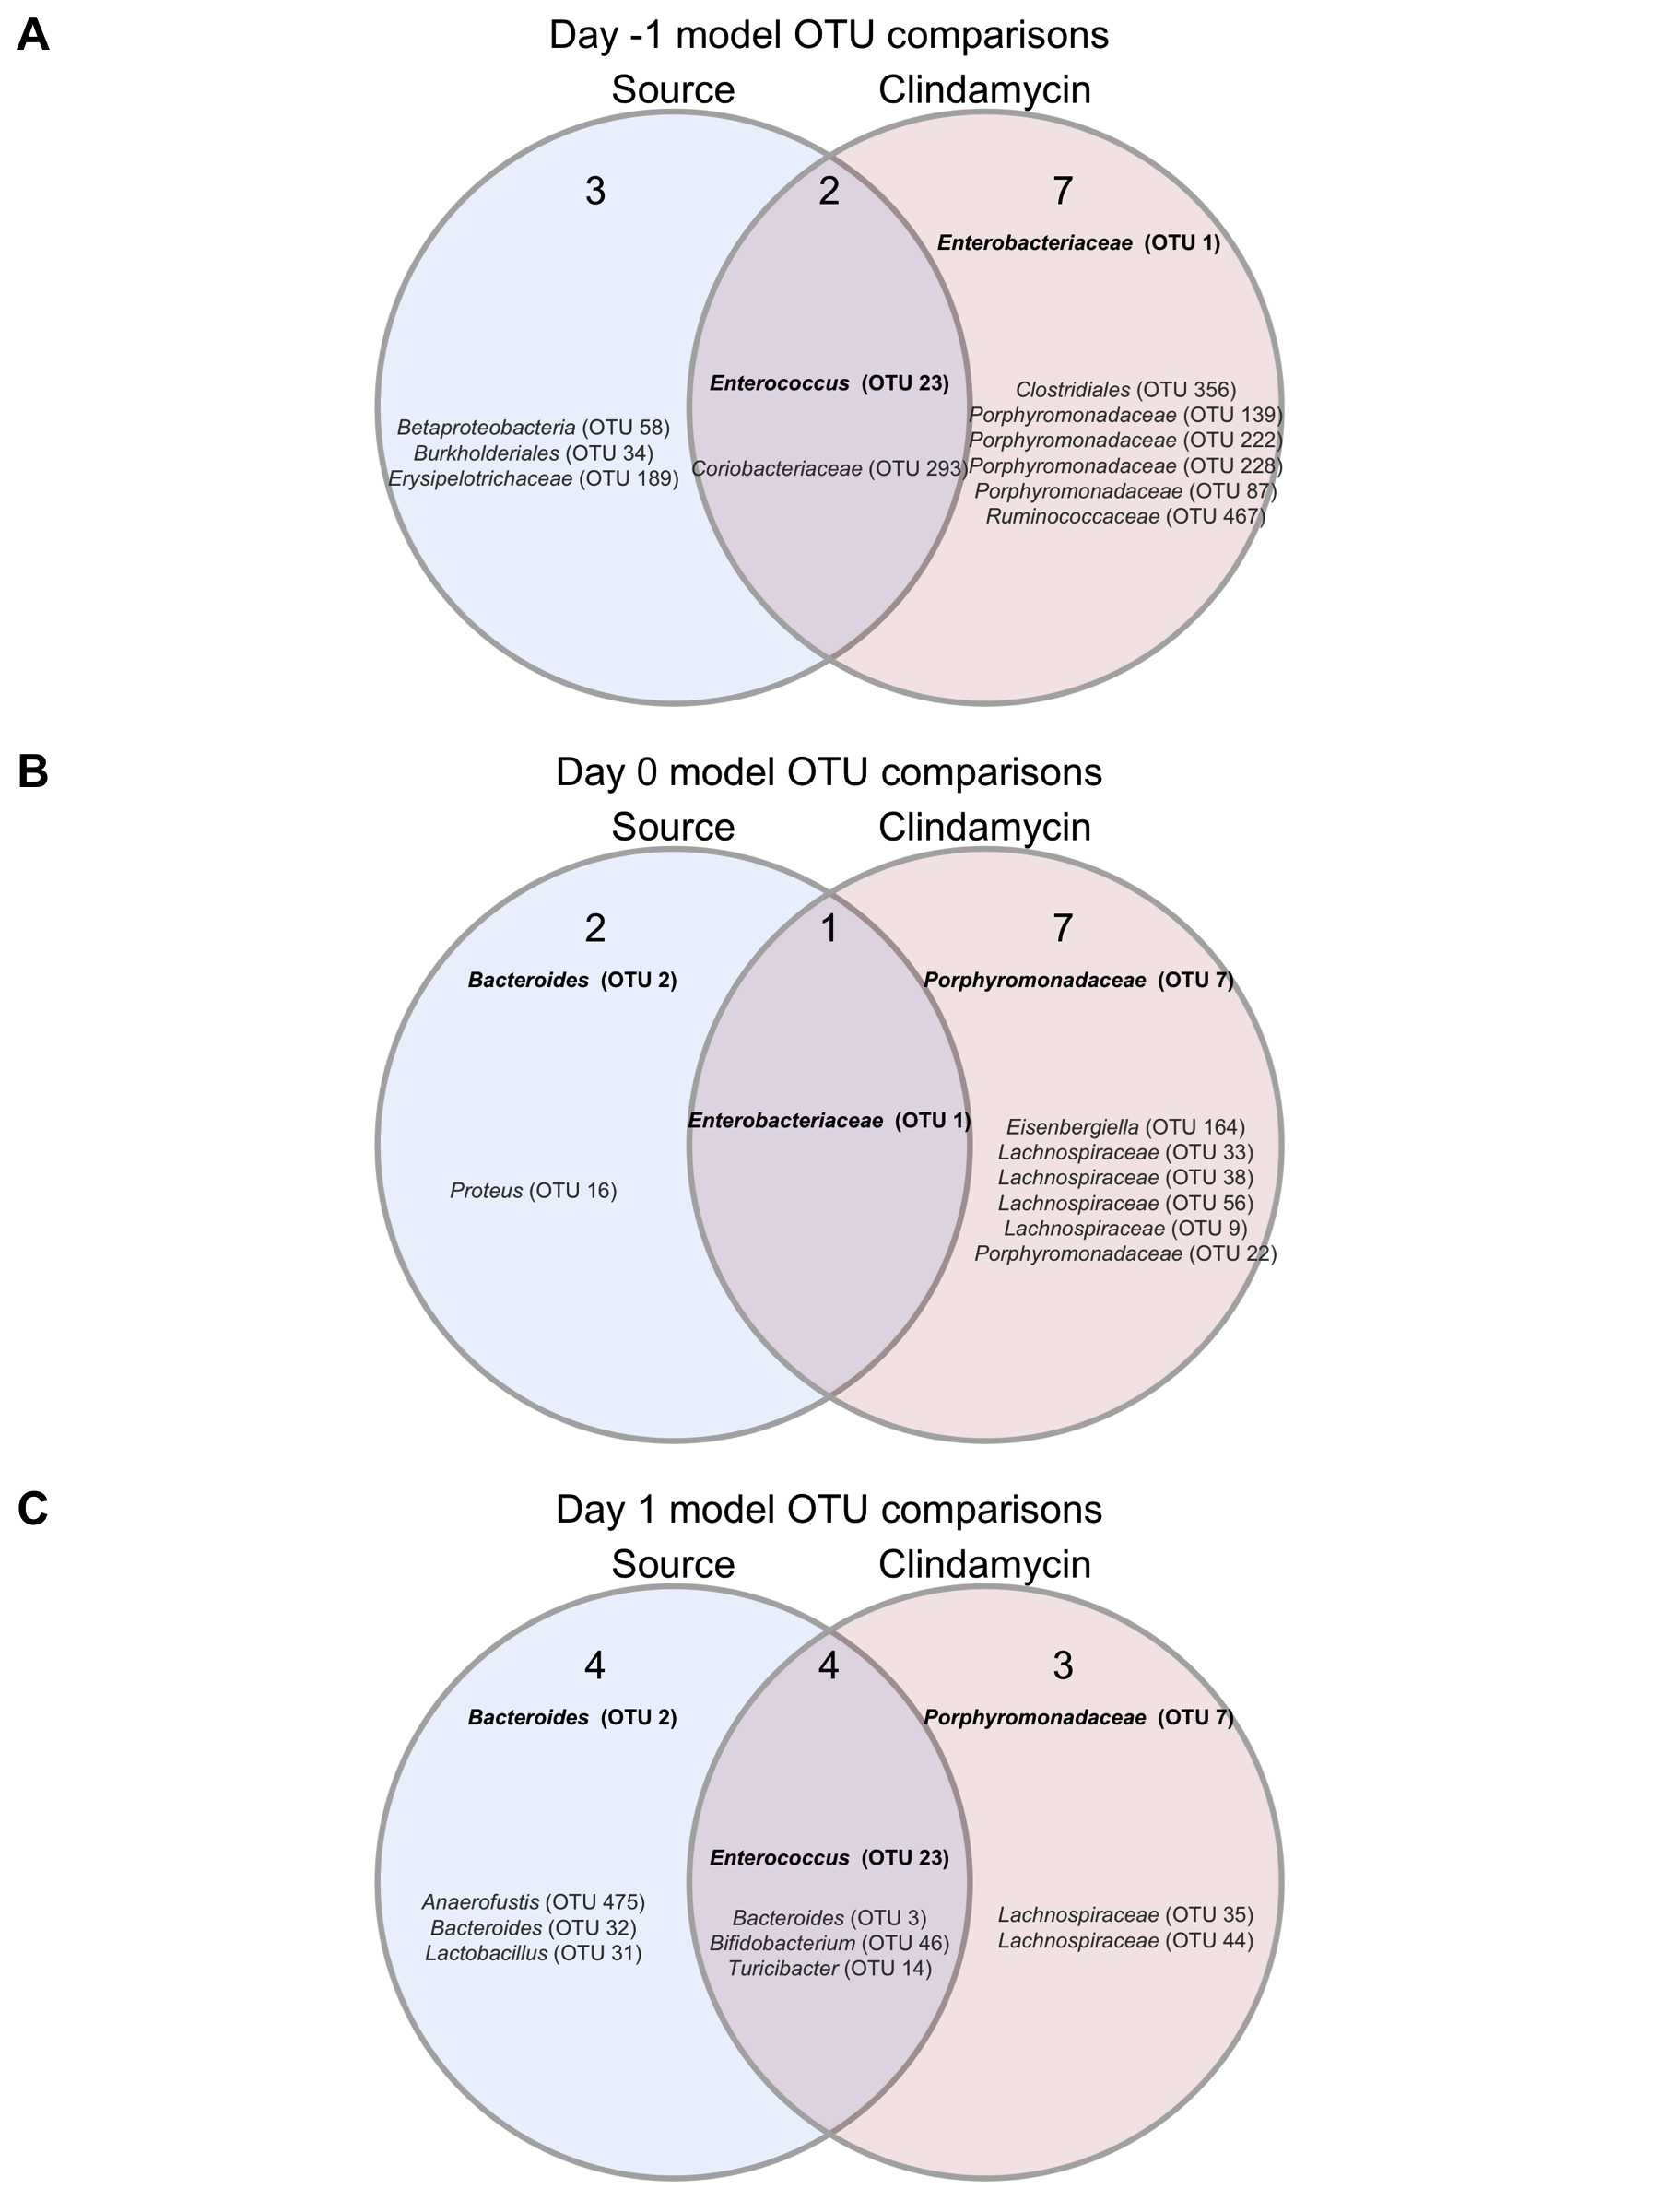 A
Day -1 model OTU comparisons
Source
Clindamycin
3
2
7
Enterobacteriaceae (OTU 1)
Enterococcus (OTU 23)
Coriobacteriaceae (OTU 293)
Betaproteobacteria (OTU 58)
Burkholderiales (OTU 34)
Erysipelotrichaceae (OTU 189)
Clostridiales (OTU 356)
Porphyromonadaceae (OTU 139)
Porphyromonadaceae (OTU 222)
Porphyromonadaceae (OTU 228)
Porphyromonadaceae (OTU 87)
Ruminococcaceae (OTU 467)
B
Day 0 model OTU comparisons
Source
Clindamycin
2
1
7
Bacteroides (OTU 2)
Porphyromonadaceae (OTU 7)
Enterobacteriaceae (OTU 1)
Proteus (OTU 16)
Eisenbergiella (OTU 164)
Lachnospiraceae (OTU 33)
Lachnospiraceae (OTU 38)
Lachnospiraceae (OTU 56)
Lachnospiraceae (OTU 9)
Porphyromonadaceae (OTU 22)
C
Day 1 model OTU comparisons
Source
Clindamycin
4
4
3
Bacteroides (OTU 2)
Porphyromonadaceae (OTU 7)
Enterococcus (OTU 23)
Anaerofustis (OTU 475)
Bacteroides (OTU 32)
Lactobacillus (OTU 31)
Bacteroides (OTU 3)
Bifidobacterium (OTU 46)
Turicibacter (OTU 14)
Lachnospiraceae (OTU 35)
Lachnospiraceae (OTU 44)